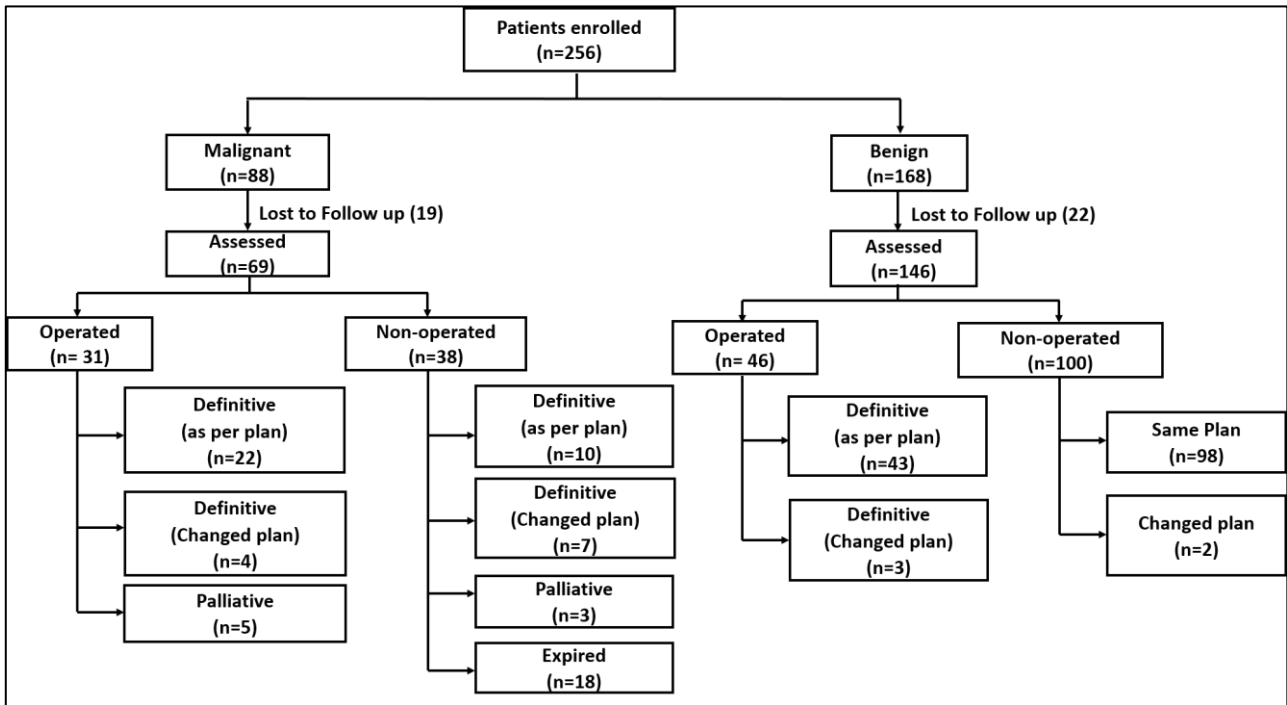 Patients enrolled
(n=256)
Malignant
(n=88)
Benign
(n=168)
Lost to Follow up (19)
Lost to Follow up (22)
Assessed
(n=69)
Assessed
(n=146)
Operated
(n= 31)
Non-operated
(n=38)
Operated
(n= 46)
Non-operated
(n=100)
Definitive
(as per plan)
(n=22)
Definitive
(Changed plan)
(n=4)
Palliative
(n=5)
Definitive
(as per plan)
(n=10)
Definitive
(Changed plan)
(n=7)
Palliative
(n=3)
Expired
(n=18)
Definitive
(as per plan)
(n=43)
Definitive
(Changed plan)
(n=3)
Same Plan
(n=98)
Changed plan
(n=2)